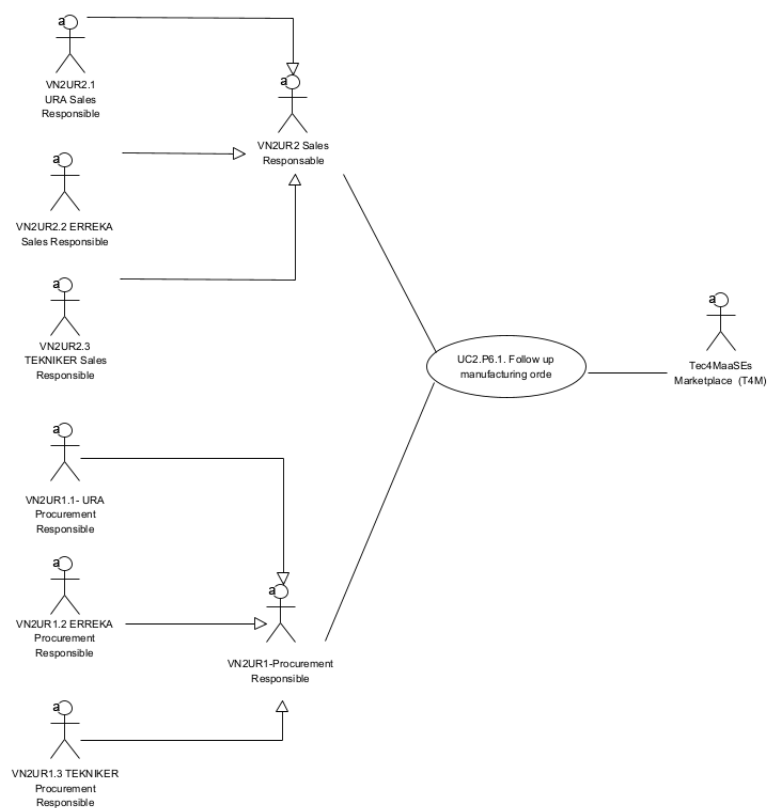 a
VN2UR2.1
URA Sales
Responsible
a
VN2UR2 Sales
Responsable
a
VN2UR2.2 ERREKA
Sales Responsible
a
VN2UR2.3
TEKNIKER Sales
Responsible
UC2.P6.1. Follow up
manufacturing orde
a
Tec4MaaSEs
Marketplace (T4M)
a
VN2UR1.1- URA
Procurement
Responsible
a
VN2UR1.2 ERREKA
Procurement
Responsible
a
VN2UR1-Procurement
Responsible
a
VN2UR1.3 TEKNIKER
Procurement
Responsible